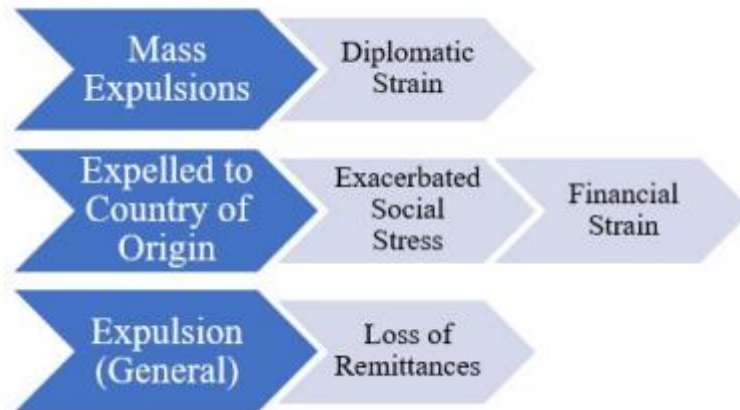 Mass
Expulsions
Diplomatic
Strain
Expelled to
Country of
Origin
Exacerbated
Social
Stress
Financial
Strain
Expulsion
(General)
Loss of
Remittances